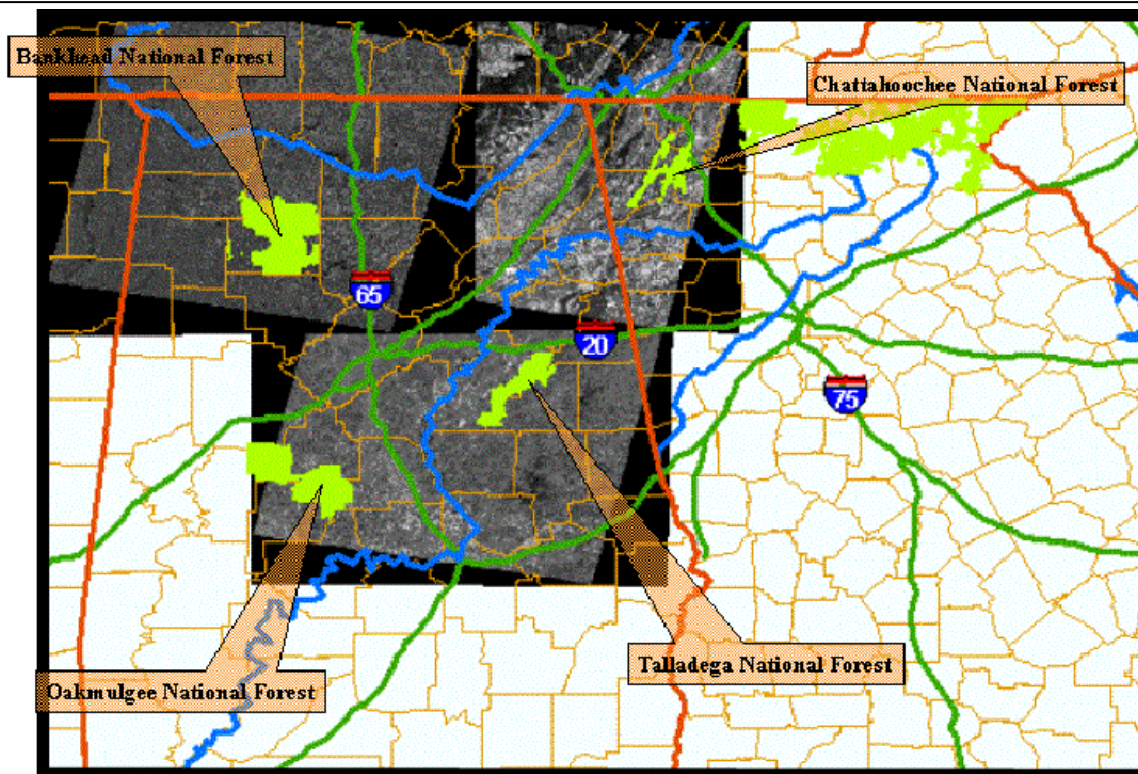 Bankhead National Forest
Chattahoochee National Forest
65
20
75
Talladega National Forest
Oakmulgee National Forest